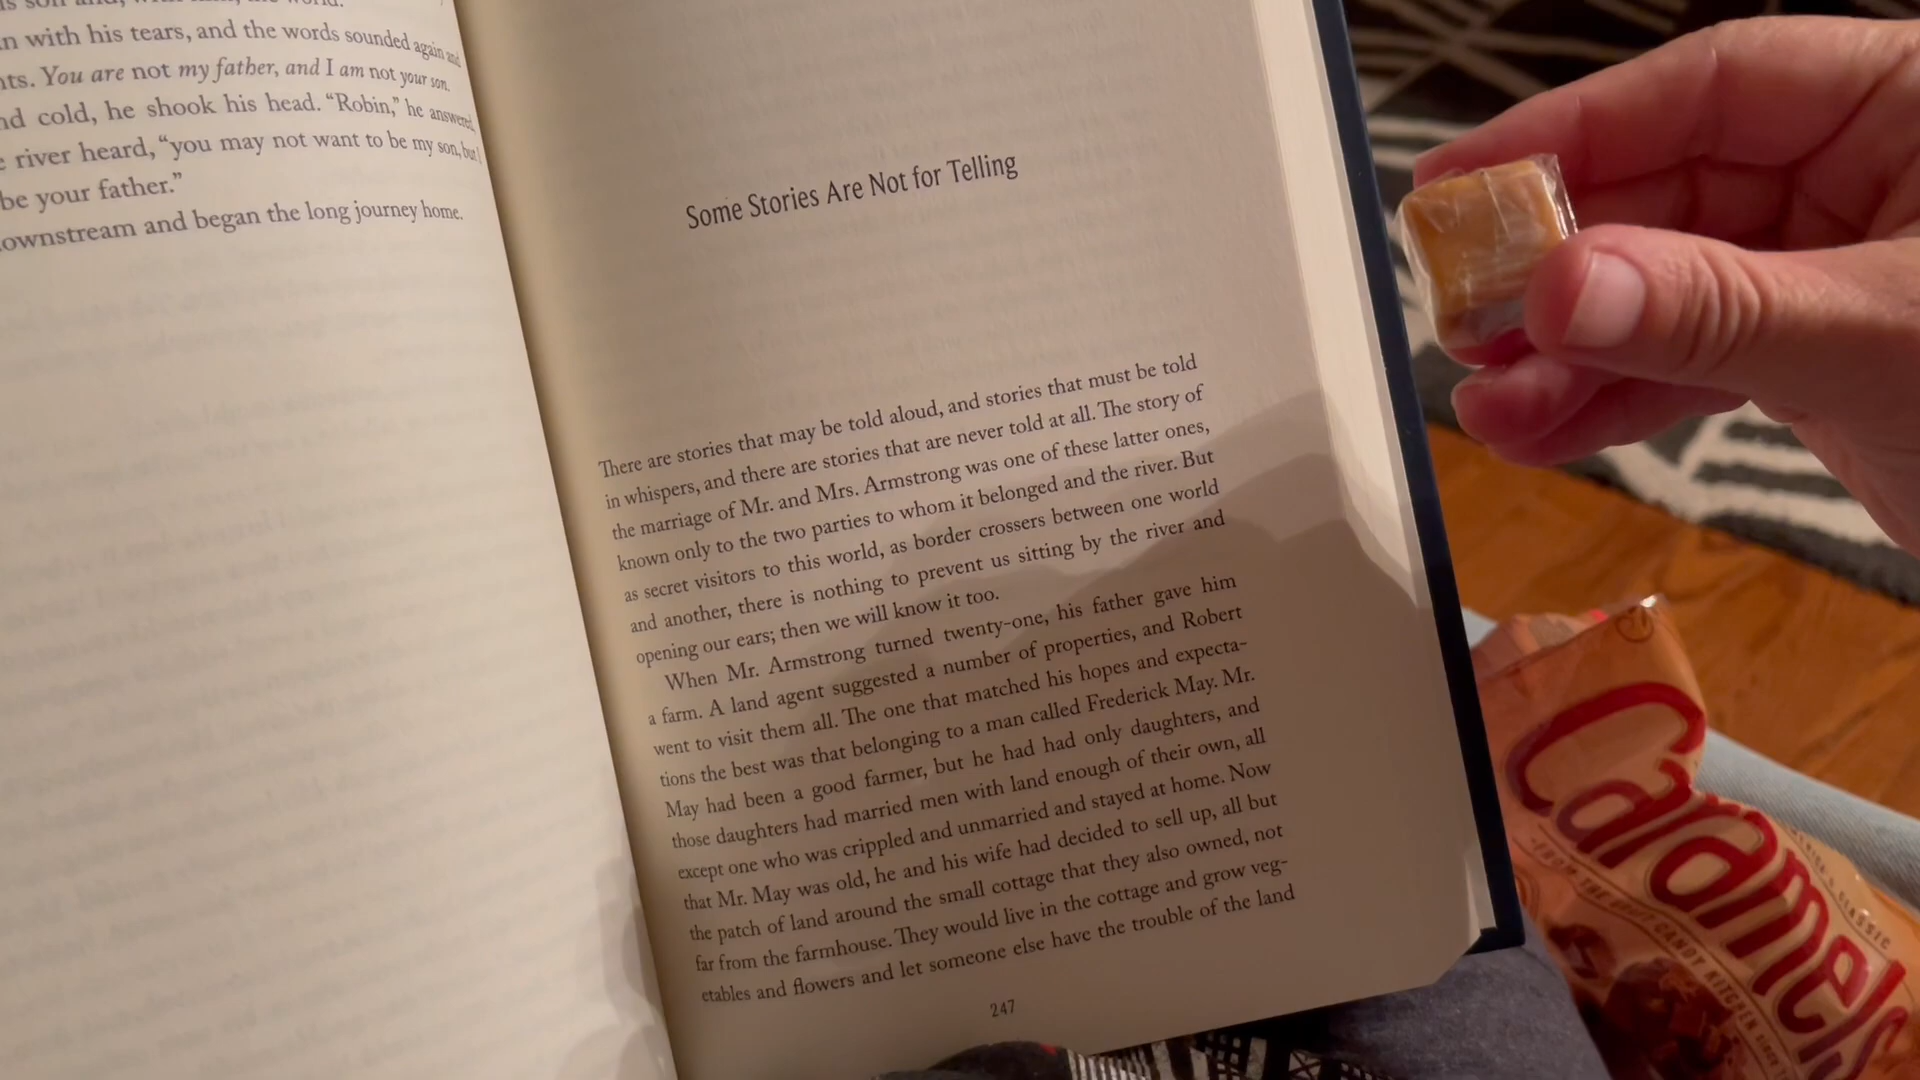 with his tears, and the words sounded again and
You are not my father, and I am not your son.
cold, he shook his head. “Robin,” he answered,
river heard, “you may not want to be my son, but I
be your father.”
and began the long journey home.
Some Stories Are Not for Telling
There are stories that may be told aloud, and stories that must be told
in whispers, and there are stories that are never told at all. The story of
the marriage of Mr. and Mrs. Armstrong was one of these latter ones,
known only to the two parties to whom it belonged and the river. But
as secret visitors to this world, as border crossers between one world
and another, there is nothing to prevent us sitting by the river and
opening our ears; then we will know it too.
When Mr. Armstrong turned twenty-one, his father gave him
a farm. A land agent suggested a number of properties, and Robert
went to visit them all. The one that matched his hopes and expecta-
tions the best was that belonging to a man called Frederick May. Mr.
May had been a good farmer, but he had had only daughters, and
those daughters had married men with land enough of their own, all
except one who was crippled and unmarried and stayed at home. Now
that Mr. May was old, he and his wife had decided to sell up, all but
the patch of land around the small cottage that they also owned, not
far from the farmhouse. They would live in the cottage and grow veg-
etables and flowers and let someone else have the trouble of the land
247
Caramels
CLASSIC
CANDY KITCHEN